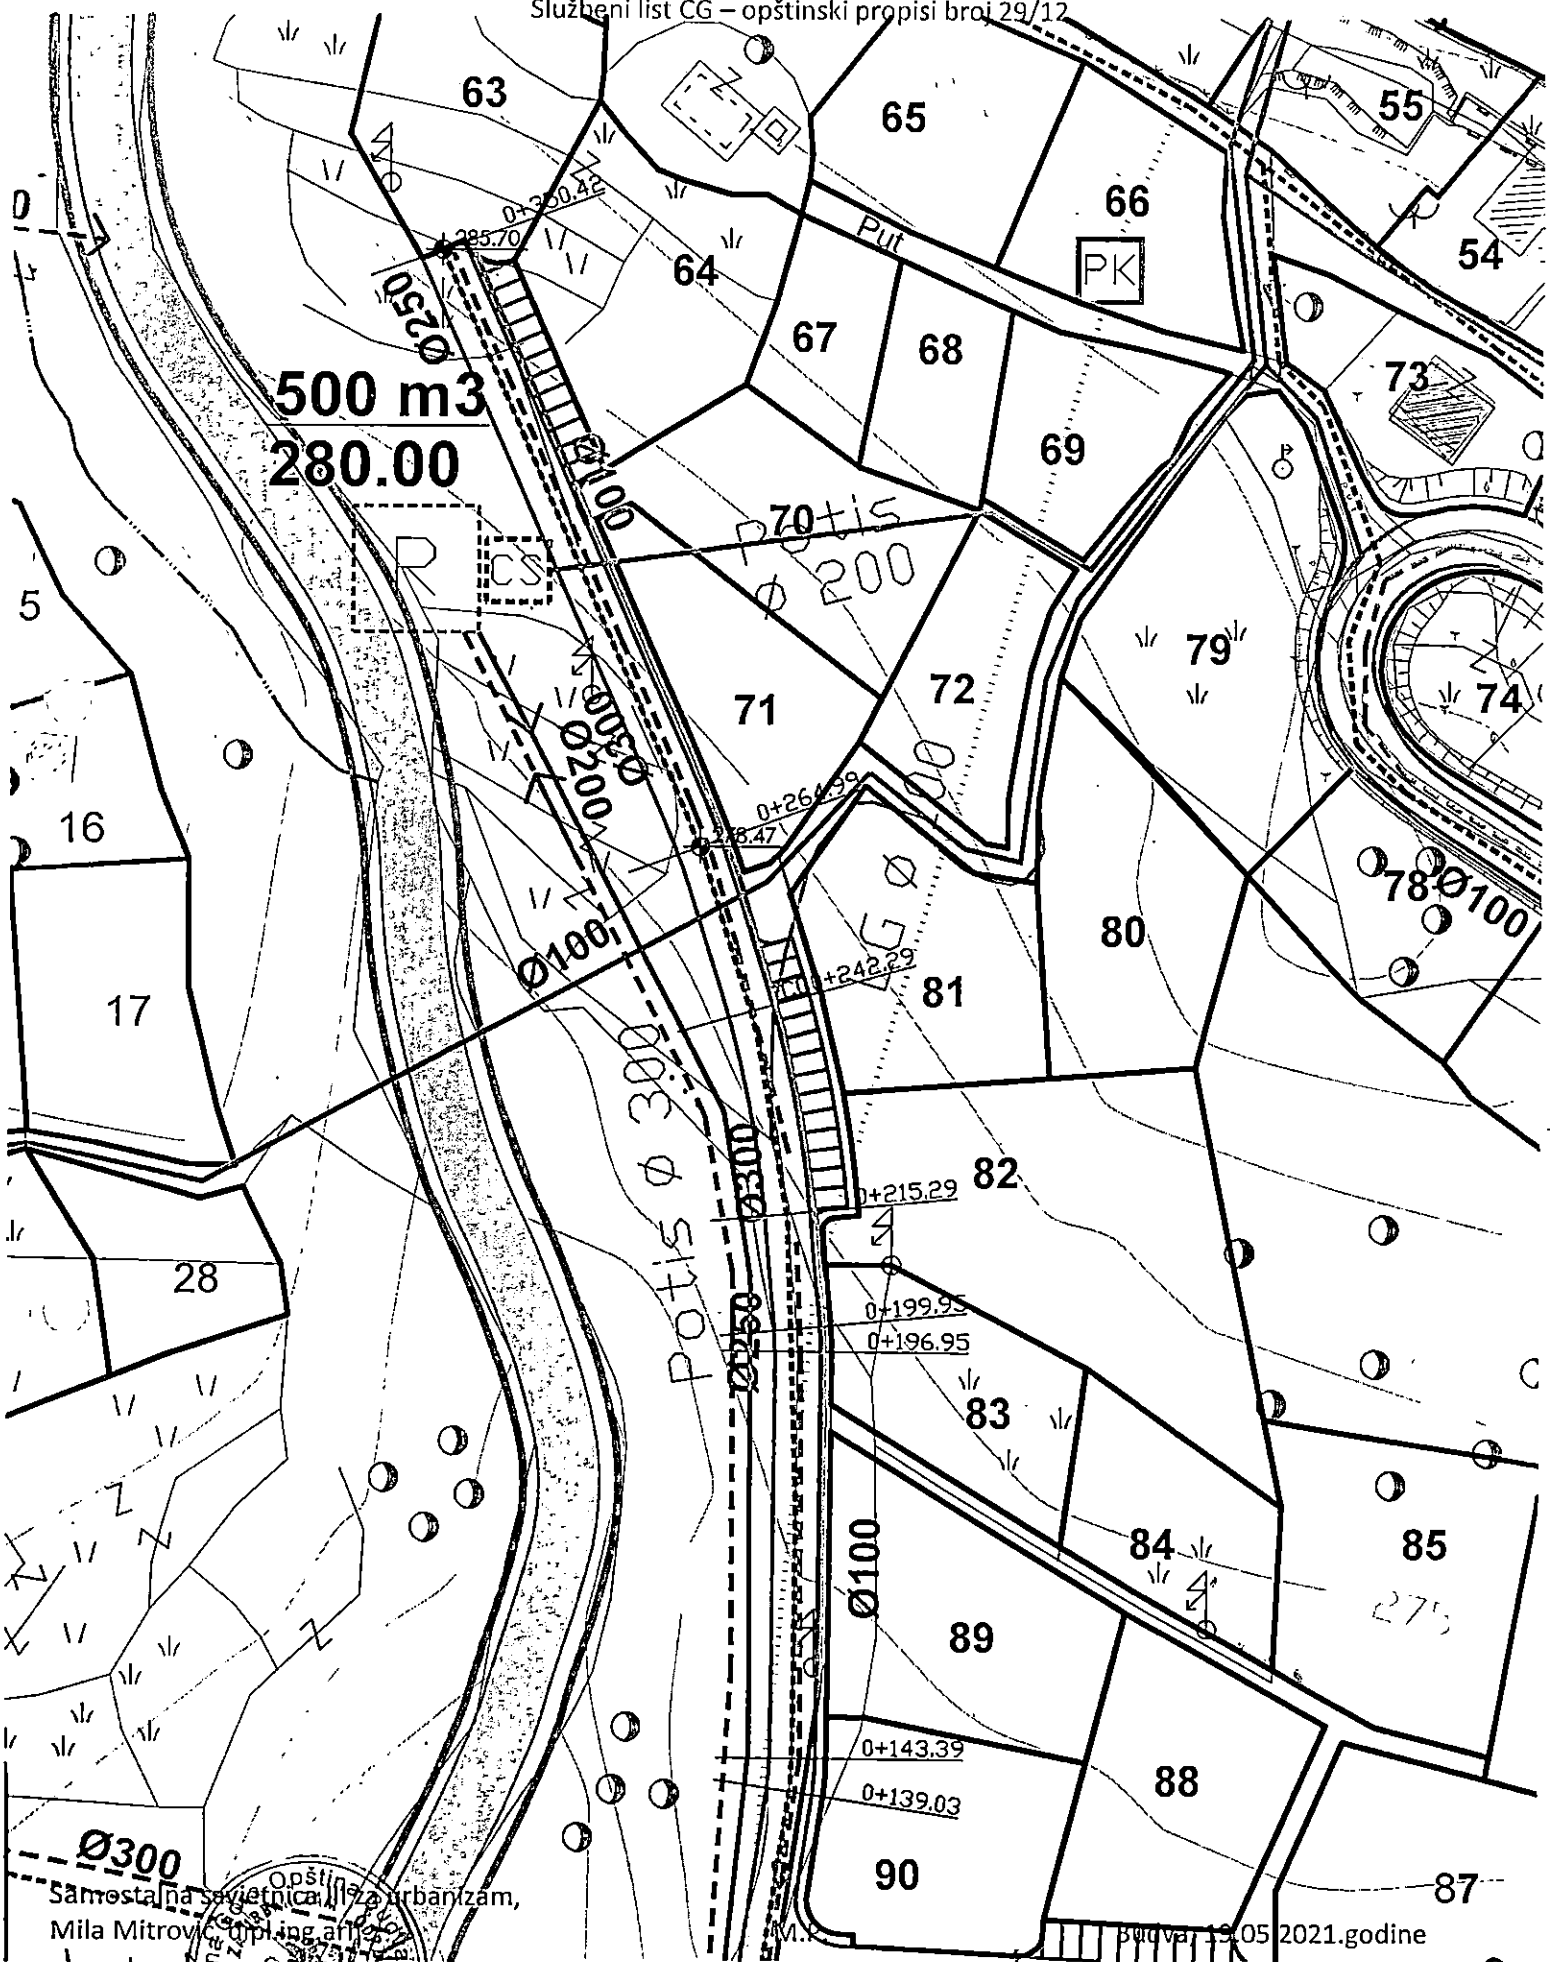 Službeni list CG – opštinski propisi broj 29/12
63
65
55
66
54
0+330.42
285.70
Put
64
PK
Ø250
67
68
73
500 m3
280.00
69
Ø100
70
Potis
Ø 200
P
CS
5
79
71
72
74
Ø300
Ø200
0+264.99
278.47
16
78
Ø100
80
Ø100
G Ø 00
0+242.29
81
17
Potis Ø 300
Ø300
82
0+215.29
28
0+199.95
Ø250
0+196.95
83
84
85
Ø100
89
0+143.39
88
0+139.03
Ø300
90
87
Opština
Samostalna savjetnica III za urbanizam,
Mila Mitrović dipl.ing.arh.
M.P.
Budva, 19.05.2021.godine